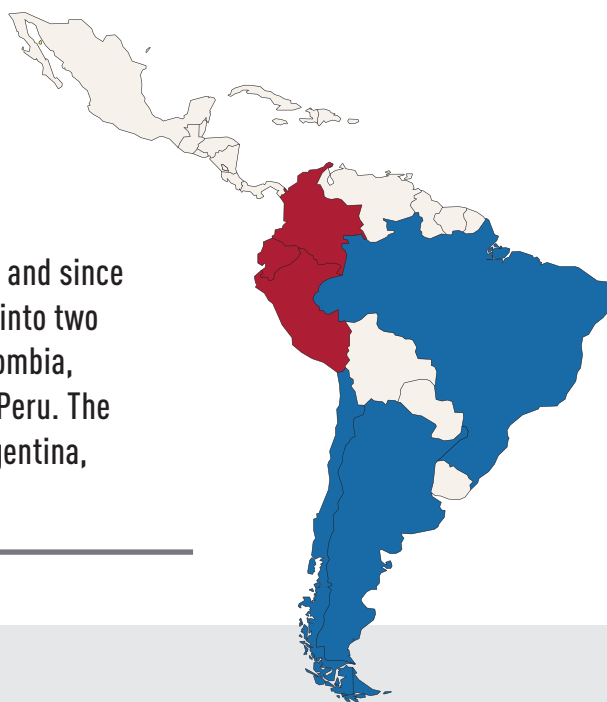 and since
into two
ombia,
Peru. The
gentina,